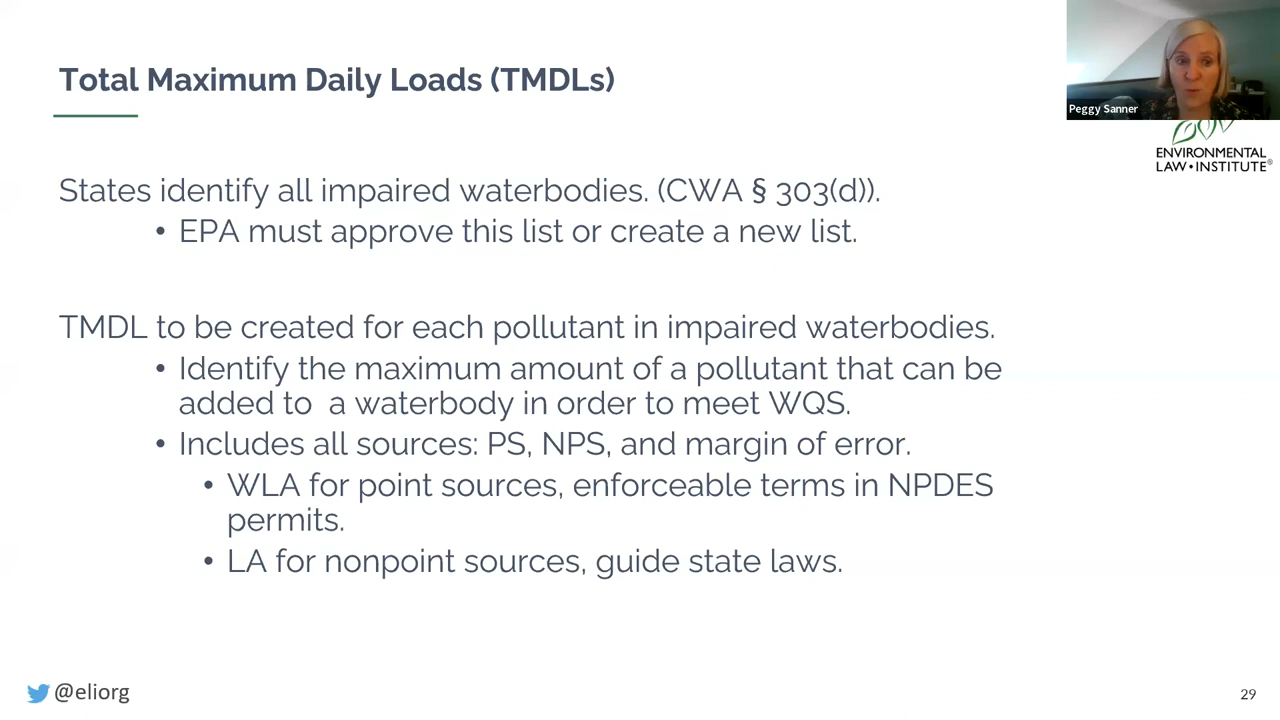 Total Maximum Daily Loads (TMDLs)
Peggy Sanner
ENVIRONMENTAL
LAW•INSTITUTE®
States identify all impaired waterbodies. (CWA § 303(d)).
• EPA must approve this list or create a new list.
TMDL to be created for each pollutant in impaired waterbodies.
• Identify the maximum amount of a pollutant that can be
added to  a waterbody in order to meet WQS.
• Includes all sources: PS, NPS, and margin of error.
• WLA for point sources, enforceable terms in NPDES
permits.
• LA for nonpoint sources, guide state laws.
@eliorg
29